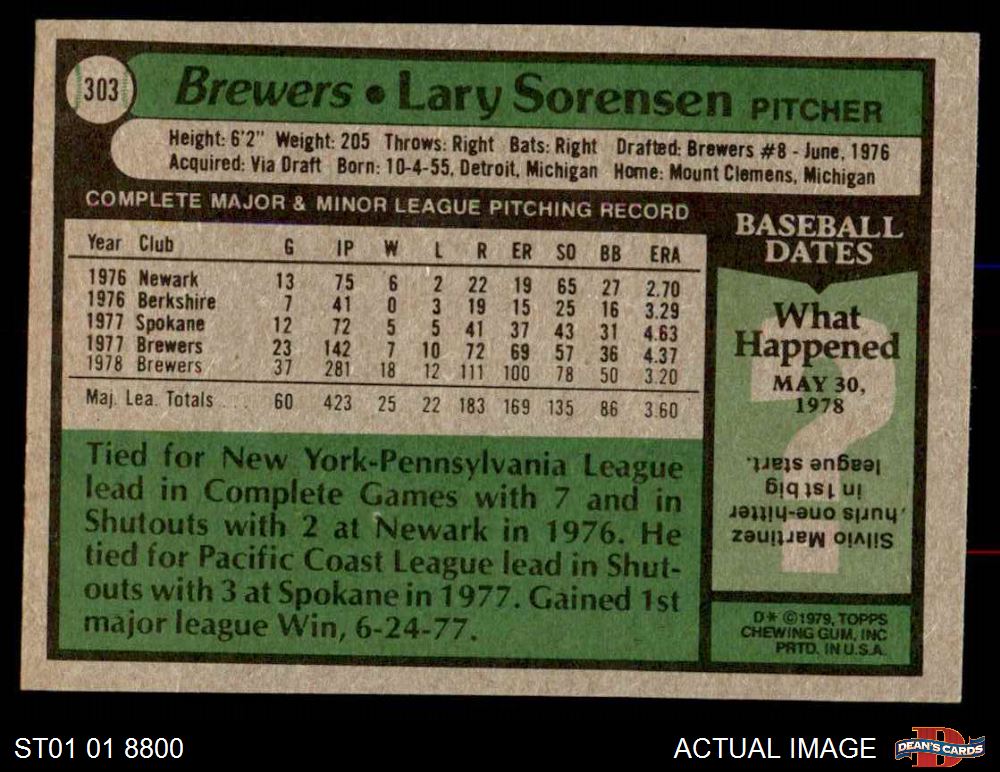 303
Brewers • Lary Sorensen PITCHER
Height: 6'2" Weight: 205 Throws: Right Bats: Right Drafted: Brewers #8 - June, 1976
Acquired: Via Draft Born: 10-4-55, Detroit, Michigan Home: Mount Clemens, Michigan
COMPLETE MAJOR & MINOR LEAGUE PITCHING RECORD
Year Club G IP W L R ER SO BB ERA
1976 Newark 13 75 6 2 22 19 65 27 2.70
1976 Berkshire 7 41 0 3 19 15 25 16 3.29
1977 Spokane 12 72 5 5 41 37 43 31 4.63
1977 Brewers 23 142 7 10 72 69 57 36 4.37
1978 Brewers 37 281 18 12 111 100 78 50 3.20
Maj. Lea. Totals . . . 60 423 25 22 183 169 135 86 3.60
Tied for New York-Pennsylvania League
lead in Complete Games with 7 and in
Shutouts with 2 at Newark in 1976. He
tied for Pacific Coast League lead in Shut-
outs with 3 at Spokane in 1977. Gained 1st
major league Win, 6-24-77.
BASEBALL
DATES
What
Happened
MAY 30,
1978
?
Silvio Martinez
hurls one-hitter,
in 1st big
league start.
D* ©1979, TOPPS
CHEWING GUM, INC
PRTD. IN U.S.A.
ST01 01 8800
ACTUAL IMAGE
D
DEAN'S CARDS